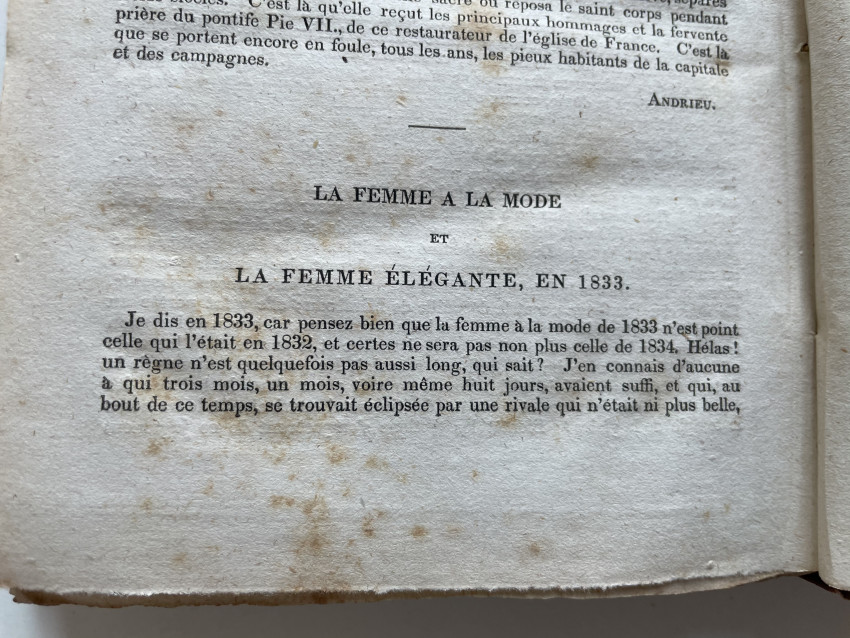 siècles. C'est là qu'elle reçut les principaux hommages et la fervente
prière du pontife Pie VII., de ce restaurateur de l'église de France. C'est là
que se portent encore en foule, tous les ans, les pieux habitants de la capitale
et des campagnes.
ANDRIEU.
LA FEMME A LA MODE
ET
LA FEMME ÉLÉGANTE, EN 1833.
Je dis en 1833, car pensez bien que la femme à la mode de 1833 n'est point
celle qui l'était en 1832, et certes ne sera pas non plus celle de 1834. Hélas!
un règne n'est quelquefois pas aussi long, qui sait? J'en connais d'aucune
à qui trois mois, un mois, voire même huit jours, avaient suffi, et qui, au
bout de ce temps, se trouvait éclipsée par une rivale qui n'était ni plus belle,